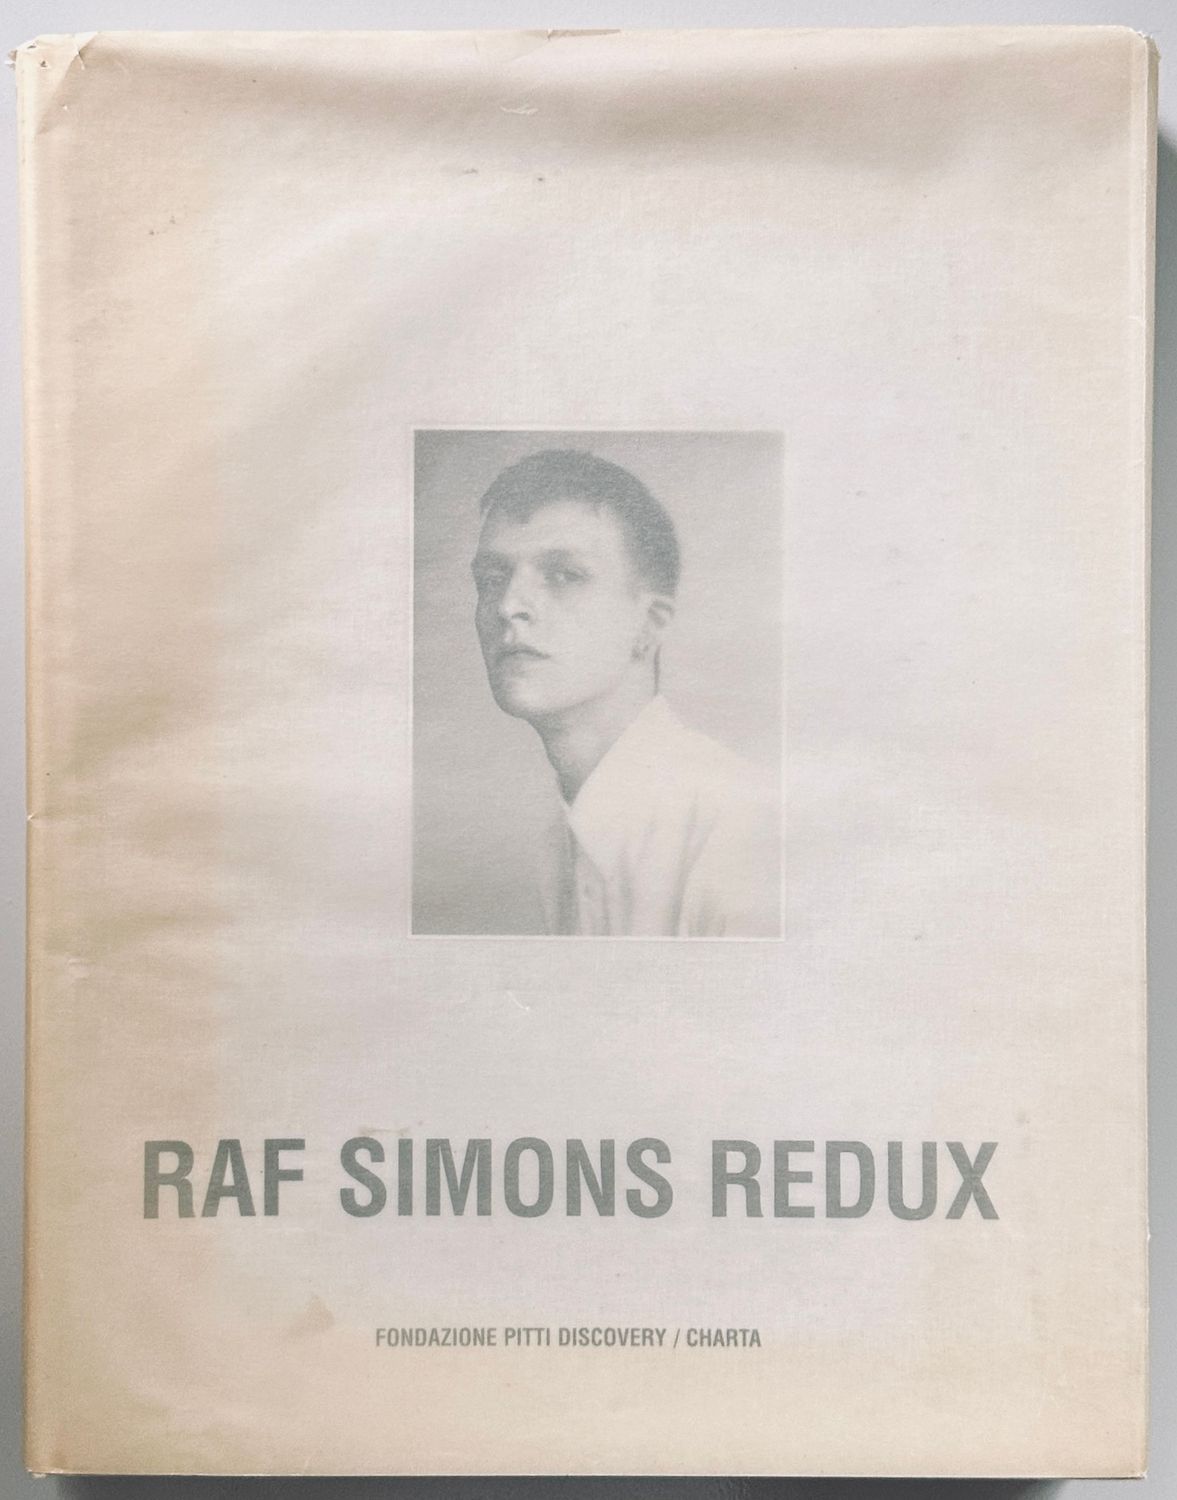 RAF SIMONS REDUX
FONDAZIONE PITTI DISCOVERY / CHARTA